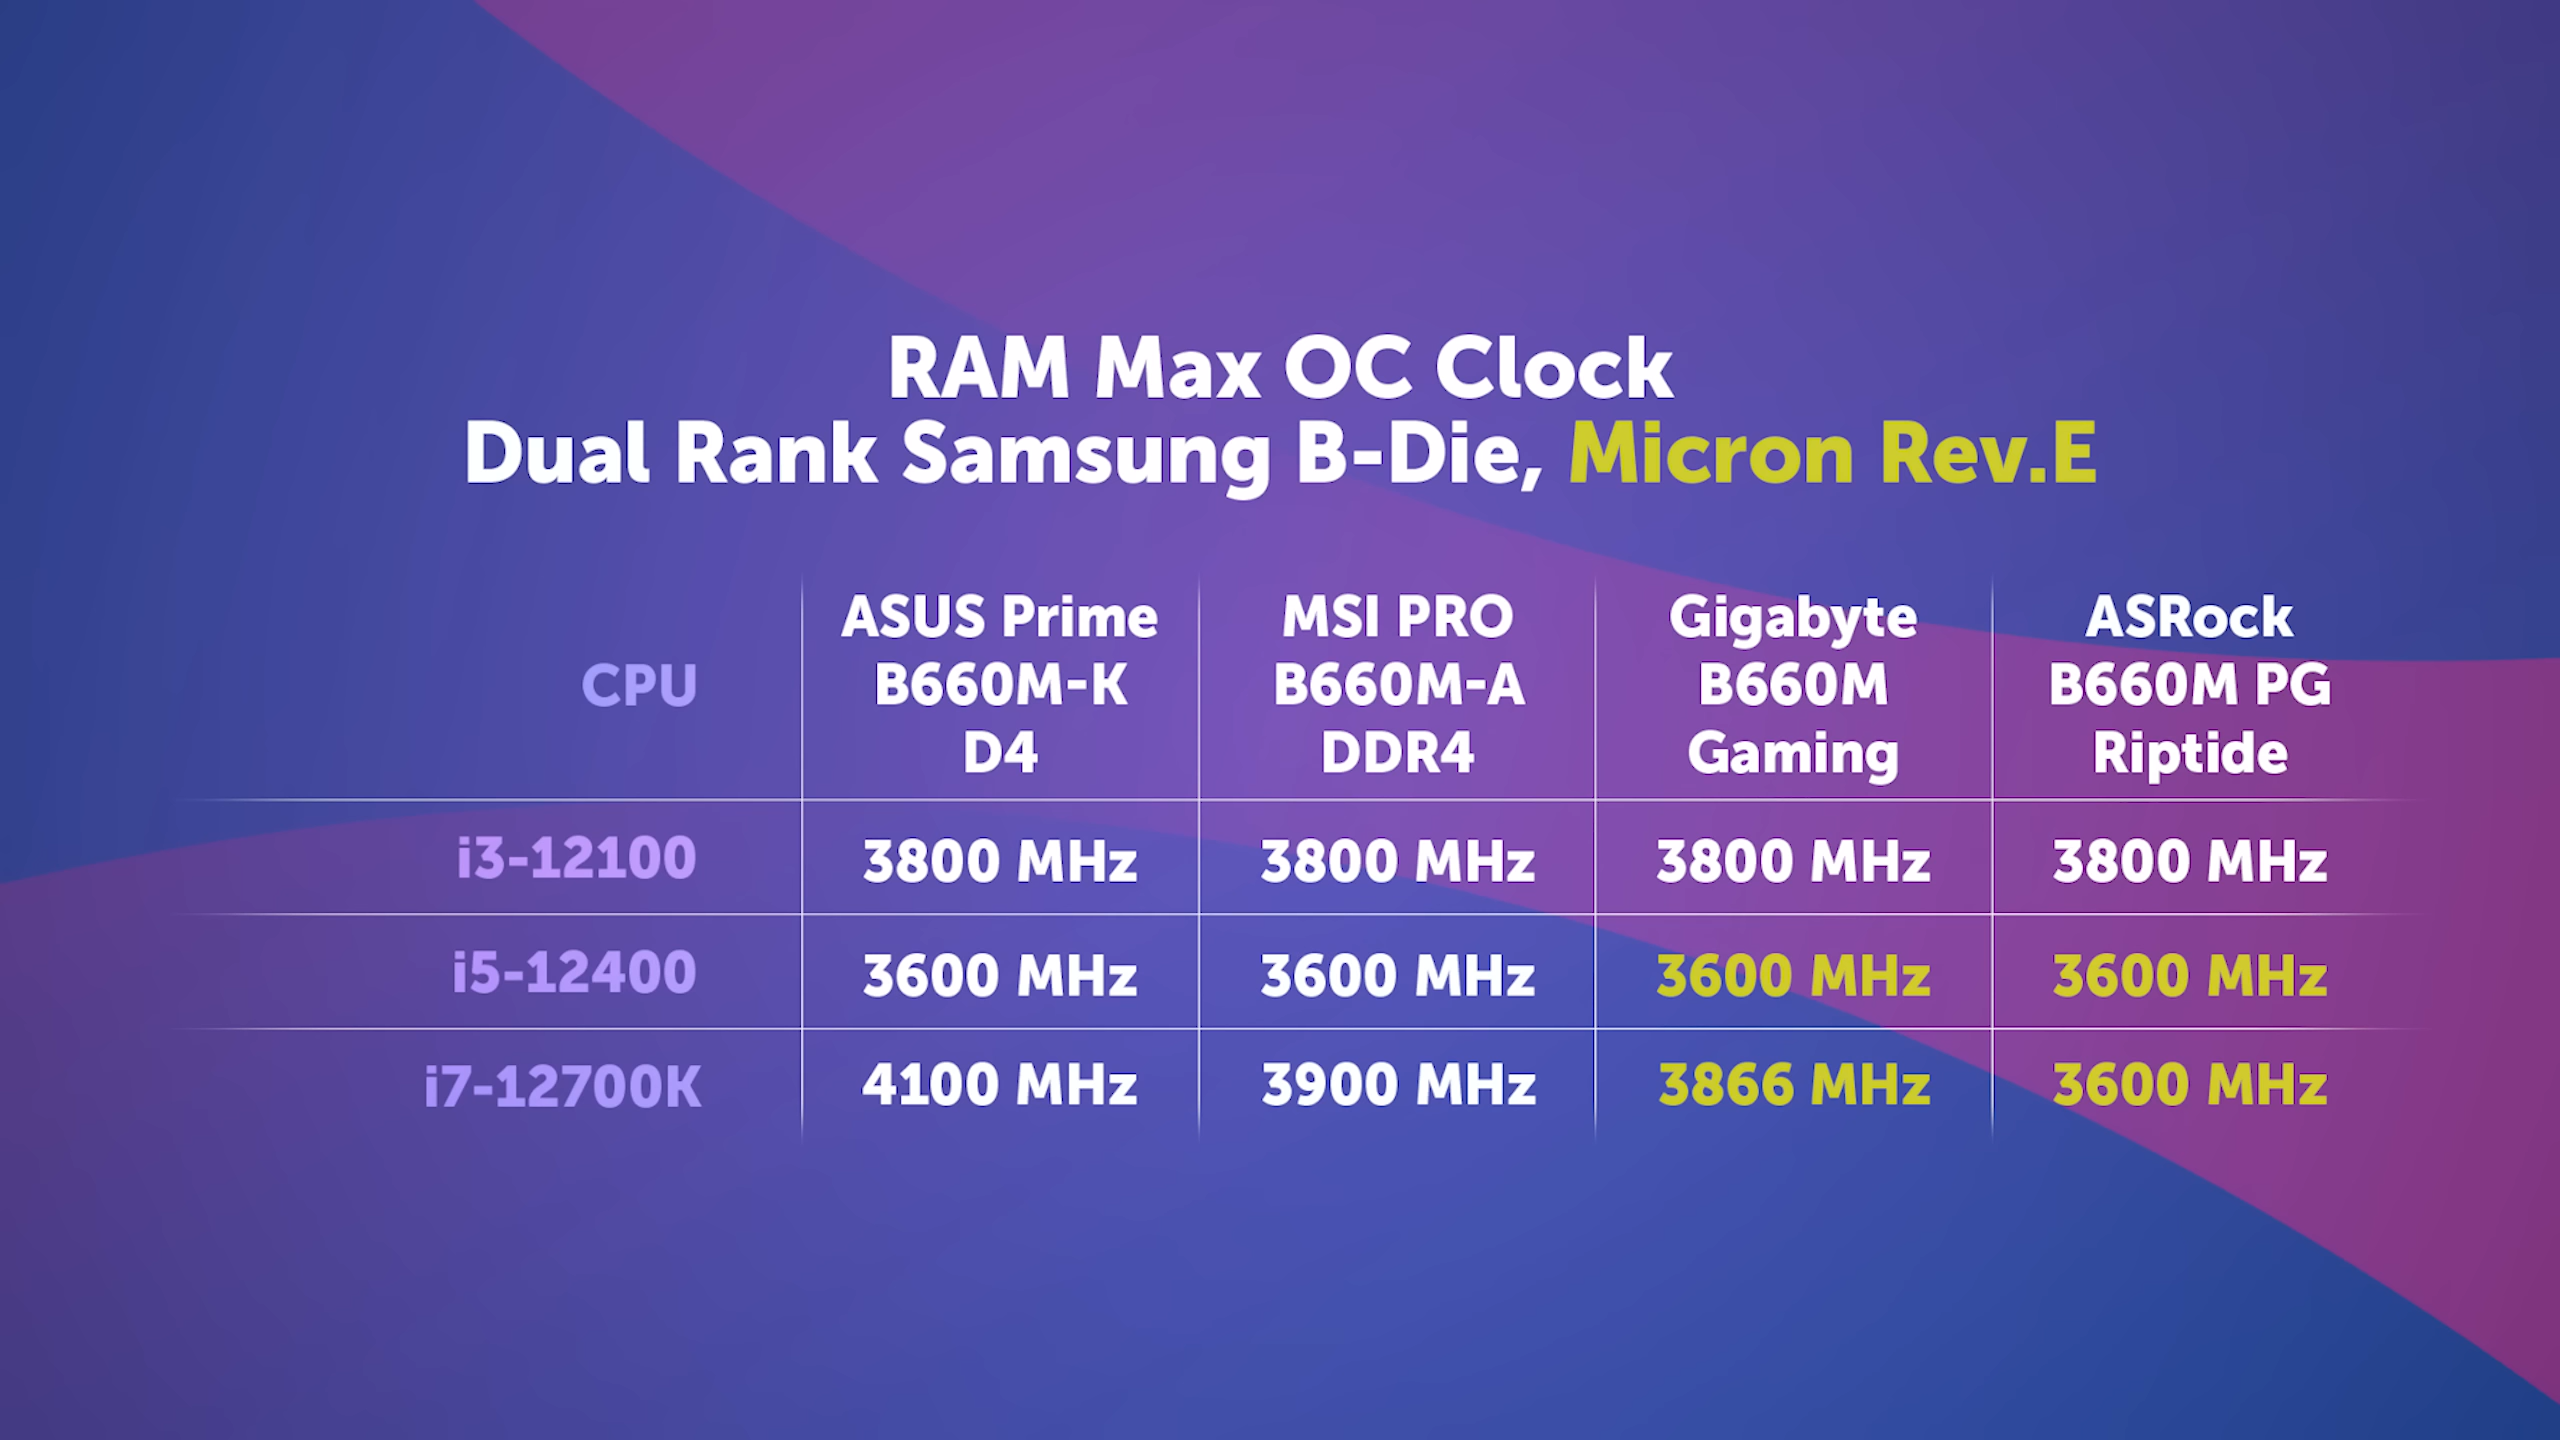 RAM Max OC Clock
Dual Rank Samsung B-Die, Micron Rev.E
CPU
ASUS Prime
B660M-K
D4
MSI PRO
B660M-A
DDR4
Gigabyte
B660M
Gaming
ASRock
B660M PG
Riptide
i3-12100 3800 MHz 3800 MHz 3800 MHz 3800 MHz
i5-12400 3600 MHz 3600 MHz 3600 MHz 3600 MHz
i7-12700K 4100 MHz 3900 MHz 3866 MHz 3600 MHz